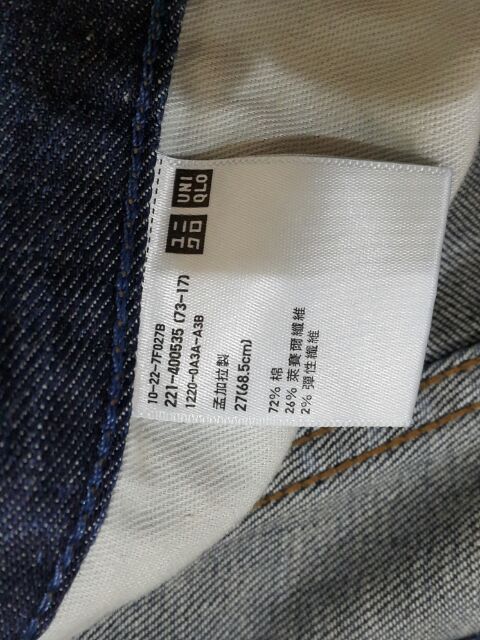 ユニ
クロ
UNI
QLO
10-22-7F027B
221-400535 (73-17)
1220-0A3A-A3B
孟加拉製
27(68.5cm)
72% 棉
26% 萊賽爾纖維
2% 彈性纖維